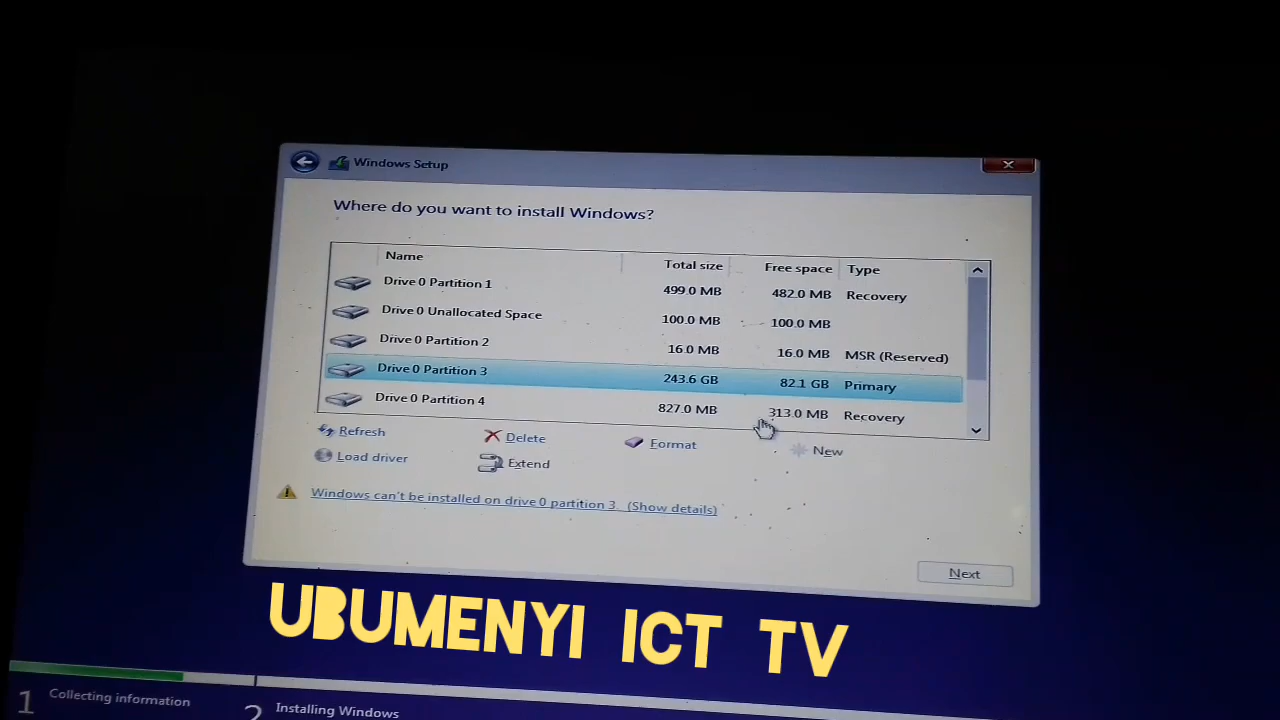 Windows Setup
Where do you want to install Windows?
Name Total size Free space Type
Drive 0 Partition 1 499.0 MB 482.0 MB Recovery
Drive 0 Unallocated Space 100.0 MB 100.0 MB
Drive 0 Partition 2 16.0 MB 16.0 MB MSR (Reserved)
Drive 0 Partition 3 243.6 GB 82.1 GB Primary
Drive 0 Partition 4 827.0 MB 313.0 MB Recovery
Refresh Delete Format New
Load driver Extend
Windows can't be installed on drive 0 partition 3. (Show details)
Next
UBUMENYI ICT TV
1 Collecting information 2 Installing Windows